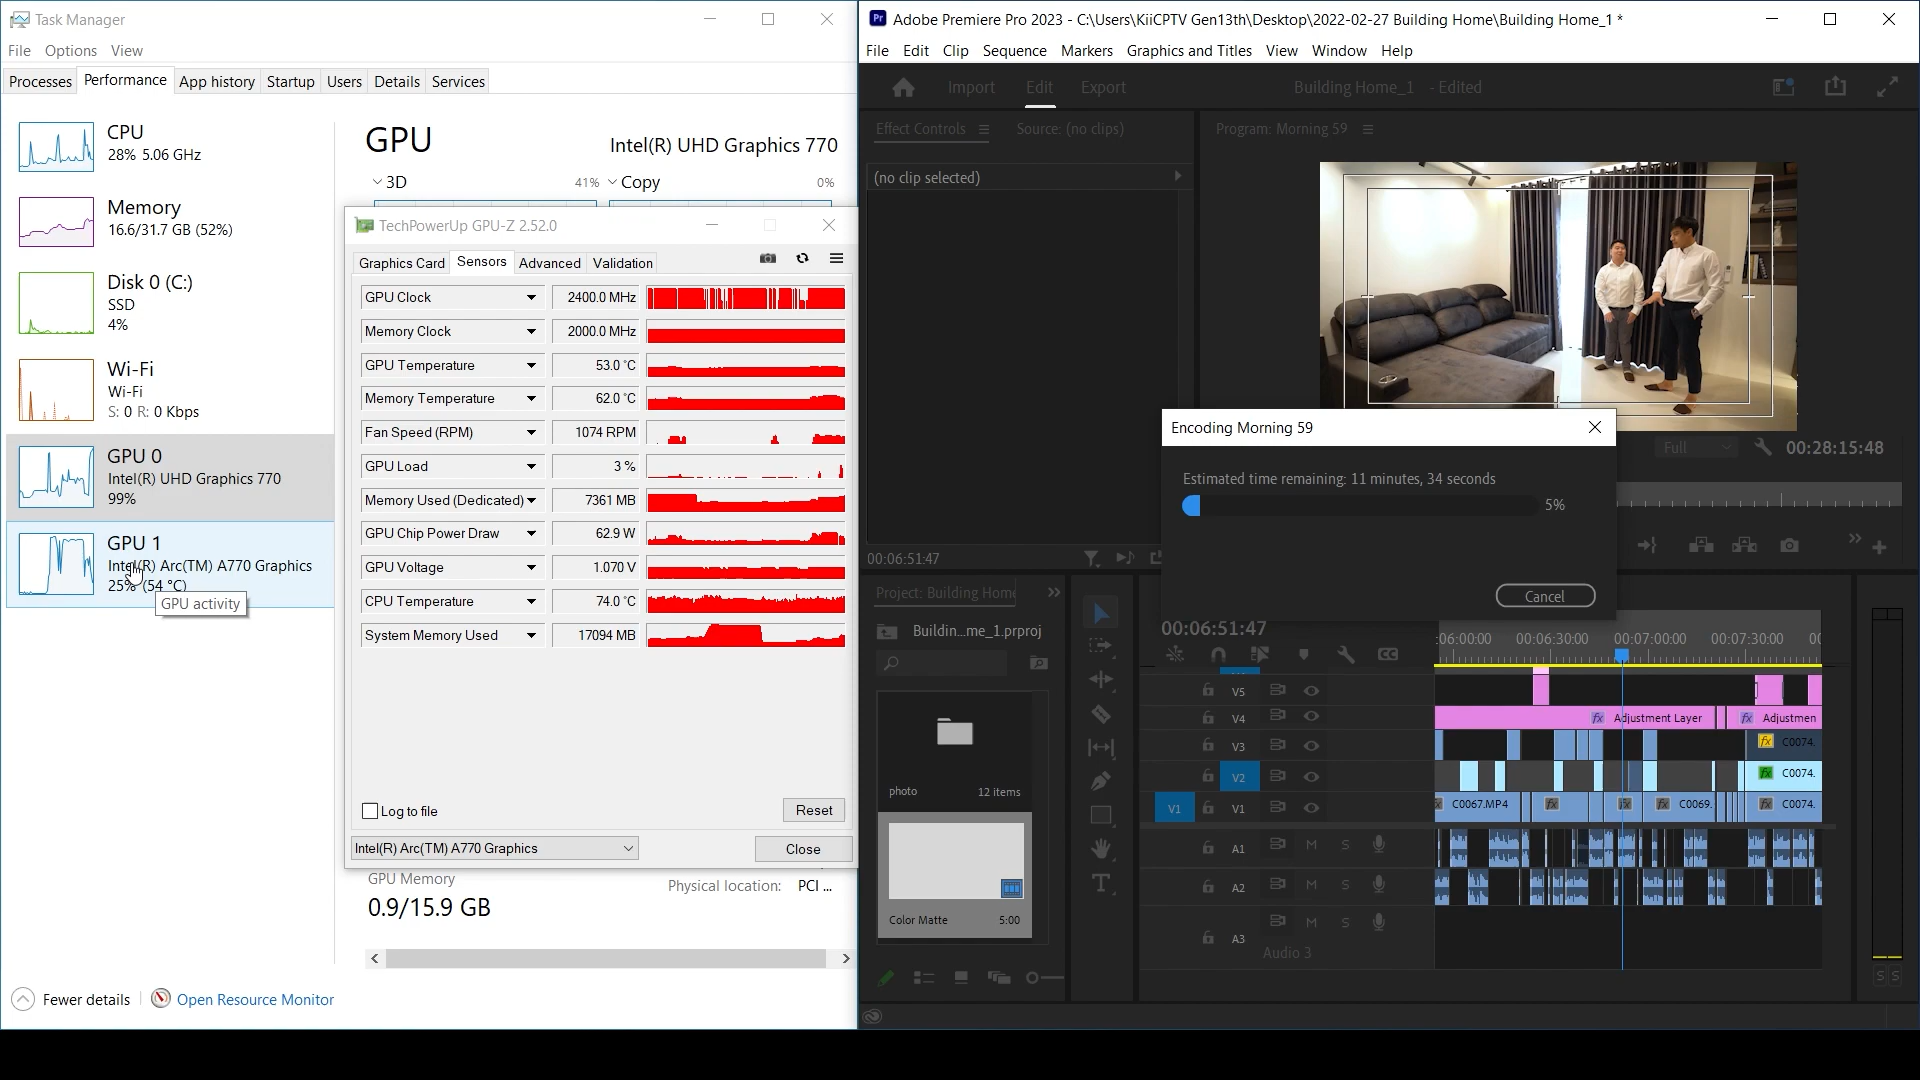 Task Manager
File Options View
Processes Performance App history Startup Users Details Services
CPU
28% 5.06 GHz
Memory
16.6/31.7 GB (52%)
Disk 0 (C:)
SSD
4%
Wi-Fi
Wi-Fi
S: 0 R: 0 Kbps
GPU 0
Intel(R) UHD Graphics 770
99%
GPU 1
Intel(R) Arc(TM) A770 Graphics
25% (54 °C)
GPU activity
GPU Intel(R) UHD Graphics 770
3D 41% Copy 0%
TechPowerUp GPU-Z 2.52.0
Graphics Card Sensors Advanced Validation
GPU Clock 2400.0 MHz
Memory Clock 2000.0 MHz
GPU Temperature 53.0 °C
Memory Temperature 62.0 °C
Fan Speed (RPM) 1074 RPM
GPU Load 3 %
Memory Used (Dedicated) 7361 MB
GPU Chip Power Draw 62.9 W
GPU Voltage 1.070 V
CPU Temperature 74.0 °C
System Memory Used 17094 MB
Log to file Reset
Intel(R) Arc(TM) A770 Graphics Close
GPU Memory Physical location: PCI ...
0.9/15.9 GB
Fewer details Open Resource Monitor
Pr Adobe Premiere Pro 2023 - C:\Users\KiiCPTV Gen13th\Desktop\2022-02-27 Building Home\Building Home_1 *
File Edit Clip Sequence Markers Graphics and Titles View Window Help
Import Edit Export Building Home_1 - Edited
Effect Controls Source: (no clips) Program: Morning 59
(no clip selected)
Full 00:28:15:48
Encoding Morning 59
Estimated time remaining: 11 minutes, 34 seconds
5%
Cancel
00:06:51:47
Project: Building Home
Buildin...me_1.prproj
photo 12 items
Color Matte 5:00
00:06:51:47
:06:00:00 00:06:30:00 00:07:00:00 00:07:30:00 00
CC
V5
V4 fx Adjustment Layer fx Adjustmen
V3 fx C0074.
V2 fx C0074.
V1 V1 C0067.MP4 fx fx fx C0069. fx C0074.
A1 M S
A2 M S
A3 M S
Audio 3
S S